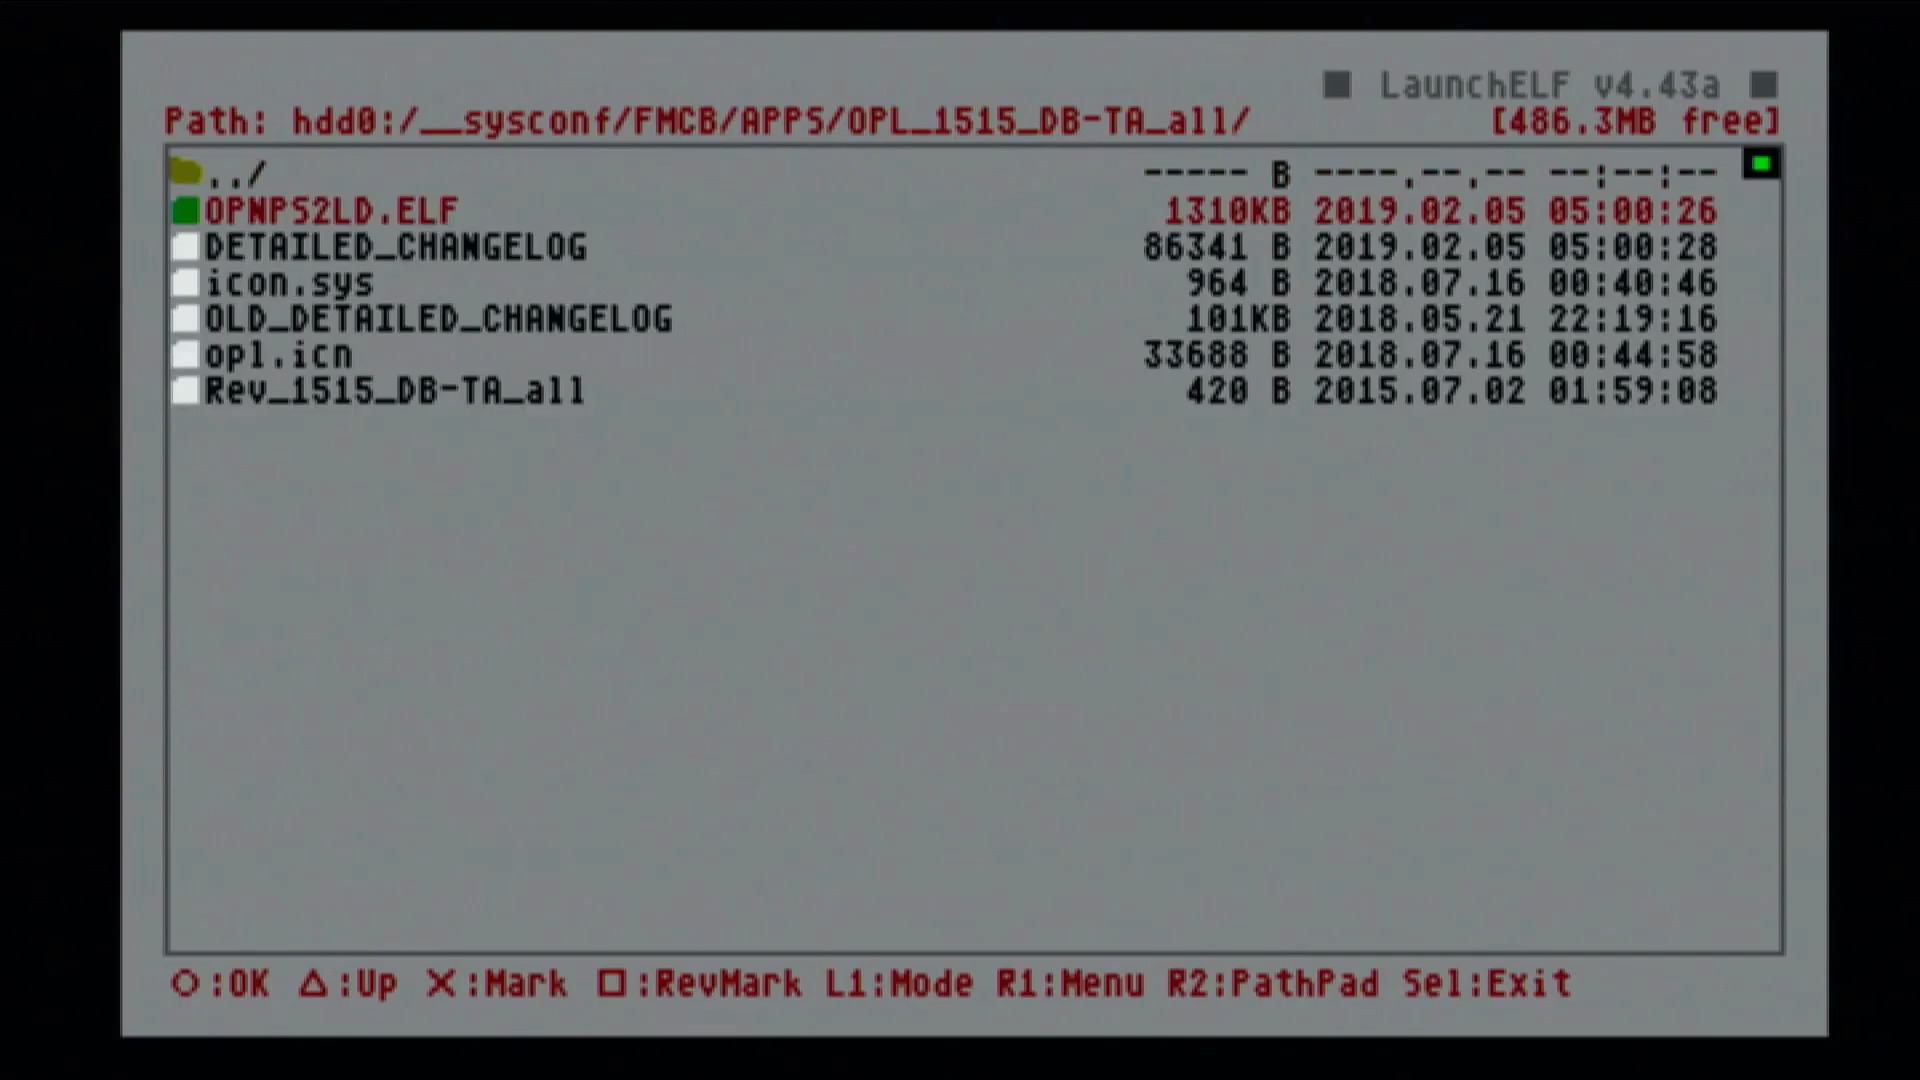 LaunchELF v4.43a
Path: hdd0:/__sysconf/FMCB/APPS/OPL_1515_DB-TA_all/ [486.3MB free]
../ ----- B ----.--.-- --:--:--
OPNPS2LD.ELF 1310KB 2019.02.05 05:00:26
DETAILED_CHANGELOG 86341 B 2019.02.05 05:00:28
icon.sys 964 B 2018.07.16 00:40:46
OLD_DETAILED_CHANGELOG 101KB 2018.05.21 22:19:16
opl.icn 33688 B 2018.07.16 00:44:58
Rev_1515_DB-TA_all 420 B 2015.07.02 01:59:08
○:OK △:Up ×:Mark □:RevMark L1:Mode R1:Menu R2:PathPad Sel:Exit